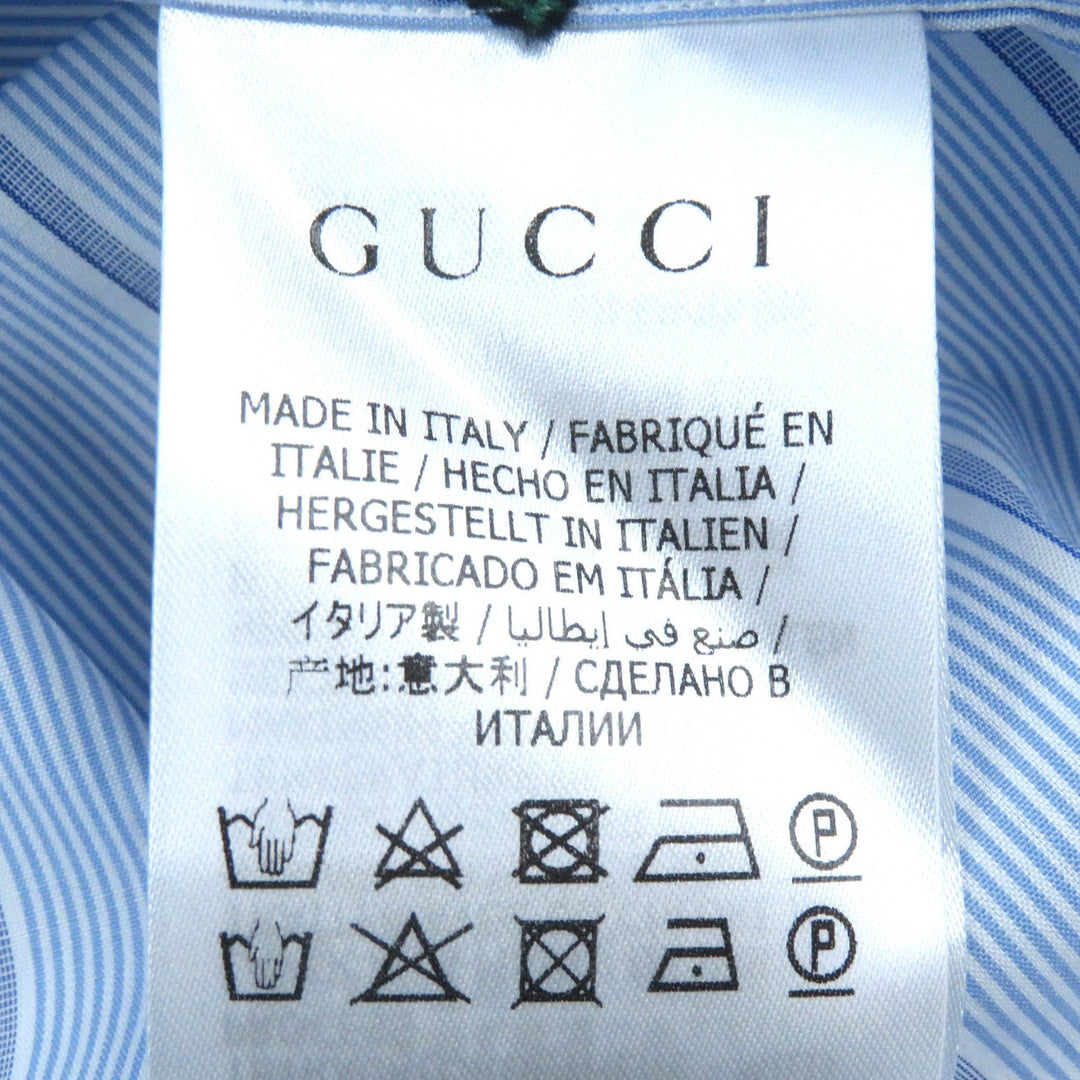 GUCCI
MADE IN ITALY / FABRIQUÉ EN
ITALIE / HECHO EN ITALIA /
HERGESTELLT IN ITALIEN /
FABRICADO EM ITÁLIA /
イタリア製 / صنع في إيطاليا /
产地:意大利 / СДЕЛАНО В
ИТАЛИИ
P
P